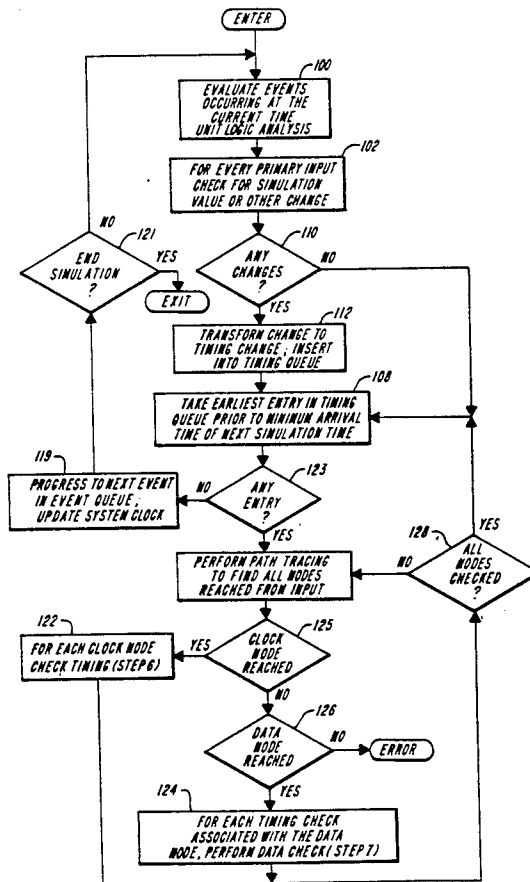 ENTER
100
EVALUATE EVENTS
OCCURRING AT THE
CURRENT TIME
UNIT LOGIC ANALYSIS
102
FOR EVERY PRIMARY INPUT
CHECK FOR SIMULATION
VALUE OR OTHER CHANGE
NO
121
END
SIMULATION
?
YES
EXIT
110
ANY
CHANGES
?
NO
YES
112
TRANSFORM CHANGE TO
TIMING CHANGE; INSERT
INTO TIMING QUEUE
108
TAKE EARLIEST ENTRY IN TIMING
QUEUE PRIOR TO MINIMUM ARRIVAL
TIME OF NEXT SIMULATION TIME
119
PROGRESS TO NEXT EVENT
IN EVENT QUEUE;
UPDATE SYSTEM CLOCK
NO
123
ANY
ENTRY
?
YES
128
YES
ALL
NODES
CHECKED
?
NO
PERFORM PATH TRACING
TO FIND ALL NODES
REACHED FROM INPUT
122
FOR EACH CLOCK NODE
CHECK TIMING (STEP 6)
YES
125
CLOCK
NODE
REACHED
NO
126
DATA
NODE
REACHED
NO
ERROR
YES
124
FOR EACH TIMING CHECK
ASSOCIATED WITH THE DATA
NODE, PERFORM DATA CHECK (STEP 7)